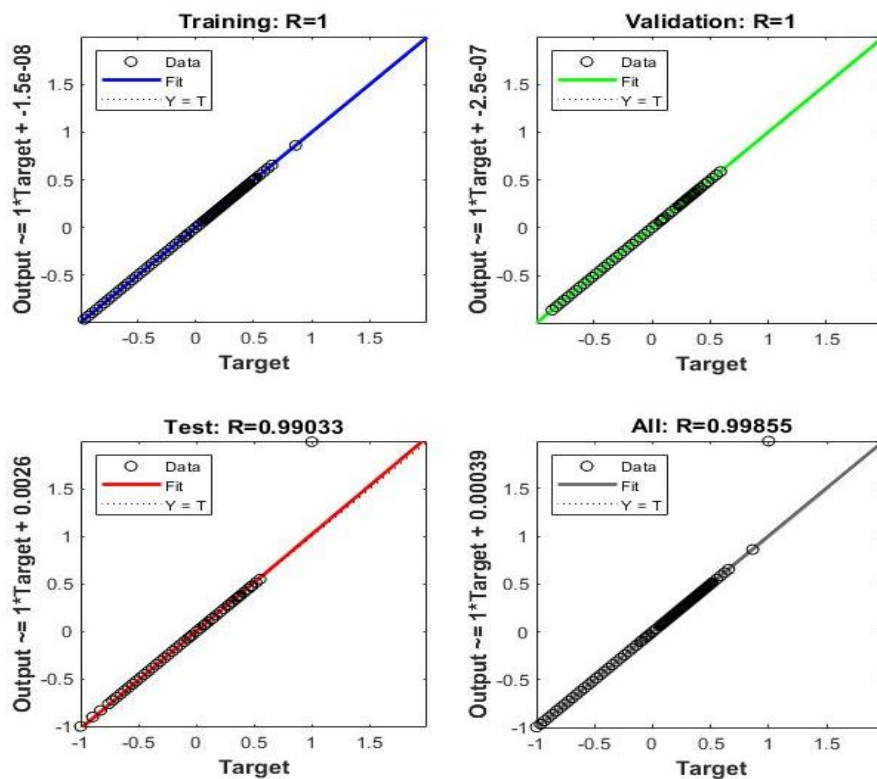 Training: R=1
Output ~= 1*Target + -1.5e-08
1.5
1
0.5
0
-0.5
Data
Fit
Y = T
-0.5 0 0.5 1 1.5
Target
Validation: R=1
Output ~= 1*Target + -2.5e-07
1.5
1
0.5
0
-0.5
Data
Fit
Y = T
-0.5 0 0.5 1 1.5
Target
Test: R=0.99033
Output ~= 1*Target + 0.0026
1.5
1
0.5
0
-0.5
-1
Data
Fit
Y = T
-1 -0.5 0 0.5 1 1.5
Target
All: R=0.99855
Output ~= 1*Target + 0.00039
1.5
1
0.5
0
-0.5
-1
Data
Fit
Y = T
-1 -0.5 0 0.5 1 1.5
Target